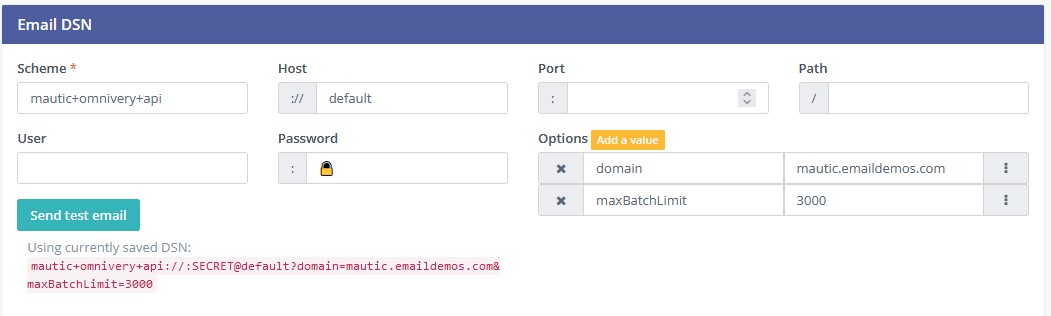 Email DSN
Scheme * Host Port Path
mautic+omnivery+api :// default : /
User Password Options Add a value
: domain mautic.emaildemos.com
maxBatchLimit 3000
Send test email
Using currently saved DSN:
mautic+omnivery+api://:SECRET@default?domain=mautic.emaildemos.com&
maxBatchLimit=3000